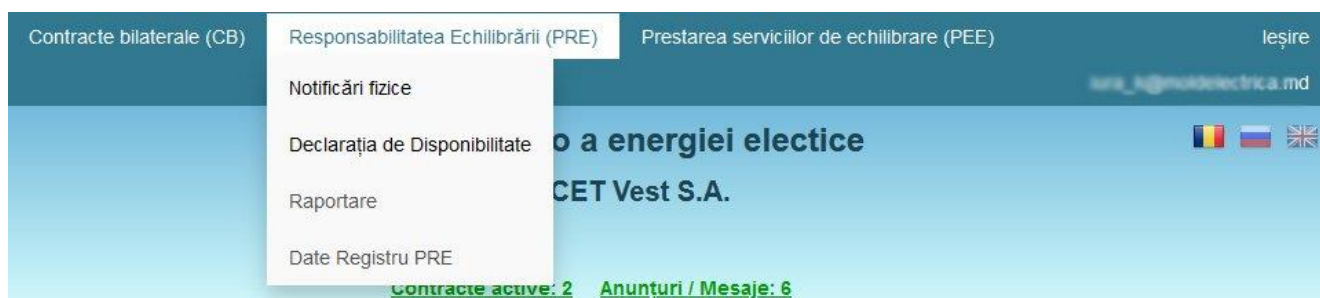 Contracte bilaterale (CB) Responsabilitatea Echilibrării (PRE) Prestarea serviciilor de echilibrare (PEE) Ieșire
Notificări fizice
Declarația de Disponibilitate
o a energiei electice
CET Vest S.A.
Raportare
Date Registru PRE
Contracte active: 2 Anunțuri / Mesaje: 6